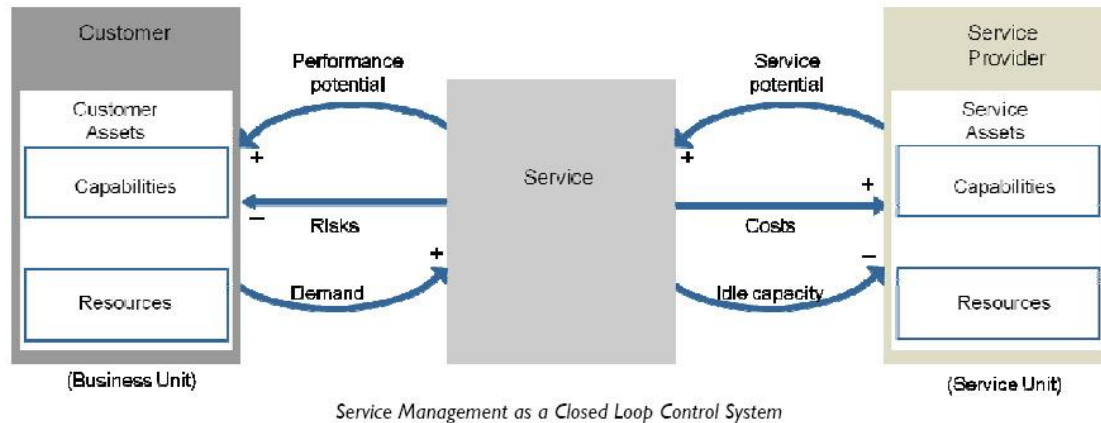 Customer
Service
Provider
Performance
potential
Service
potential
Customer
Assets
Service
Assets
+
+
Capabilities
Service
+
Capabilities
–
Risks
Costs
+
–
Resources
Demand
Idle capacity
Resources
(Business Unit)
(Service Unit)
Service Management as a Closed Loop Control System